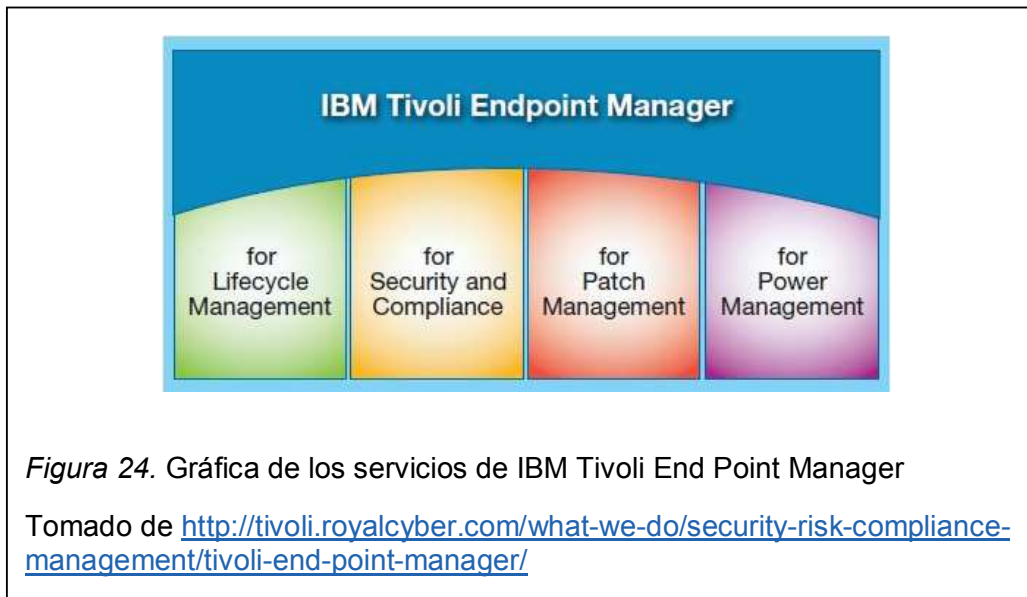 IBM Tivoli Endpoint Manager
for
Lifecycle
Management
for
Security and
Compliance
for
Patch
Management
for
Power
Management
Figura 24. Gráfica de los servicios de IBM Tivoli End Point Manager
Tomado de http://tivoli.royalcyber.com/what-we-do/security-risk-compliance-
management/tivoli-end-point-manager/